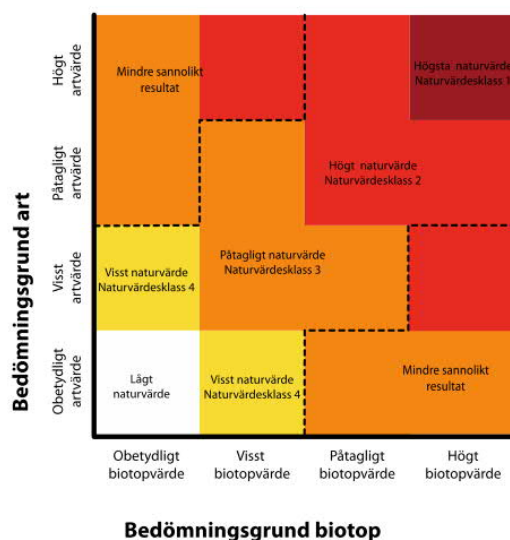 Bedömningsgrund art
Högt
artvärde
Påtagligt
artvärde
Visst
artvärde
Obetydligt
artvärde
Mindre sannolikt
resultat
Högsta naturvärde
Naturvärdesklass 1
Högt naturvärde
Naturvärdesklass 2
Påtagligt naturvärde
Naturvärdesklass 3
Visst naturvärde
Naturvärdesklass 4
Lågt
naturvärde
Visst naturvärde
Naturvärdesklass 4
Mindre sannolikt
resultat
Obetydligt
biotopvärde
Visst
biotopvärde
Påtagligt
biotopvärde
Högt
biotopvärde
Bedömningsgrund biotop